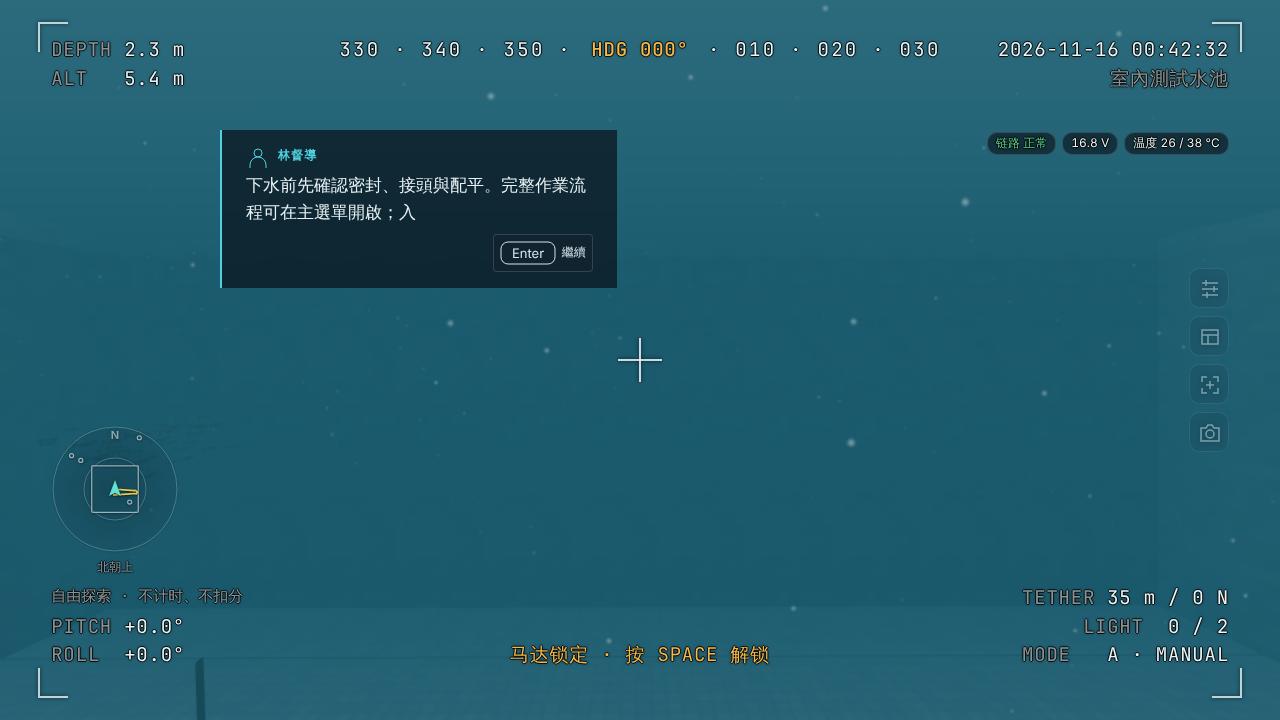 DEPTH 2.3 m
330 · 340 · 350 · HDG 000° · 010 · 020 · 030
2026-11-16 00:42:32
ALT 5.4 m
室內測試水池
链路 正常
16.8 V
温度 26 / 38 °C
林督導
下水前先確認密封、接頭與配平。完整作業流
程可在主選單開啟；入
Enter 繼續
N
北朝上
自由探索 · 不计时、不扣分
PITCH +0.0°
ROLL +0.0°
马达锁定 · 按 SPACE 解锁
TETHER 35 m / 0 N
LIGHT 0 / 2
MODE A · MANUAL